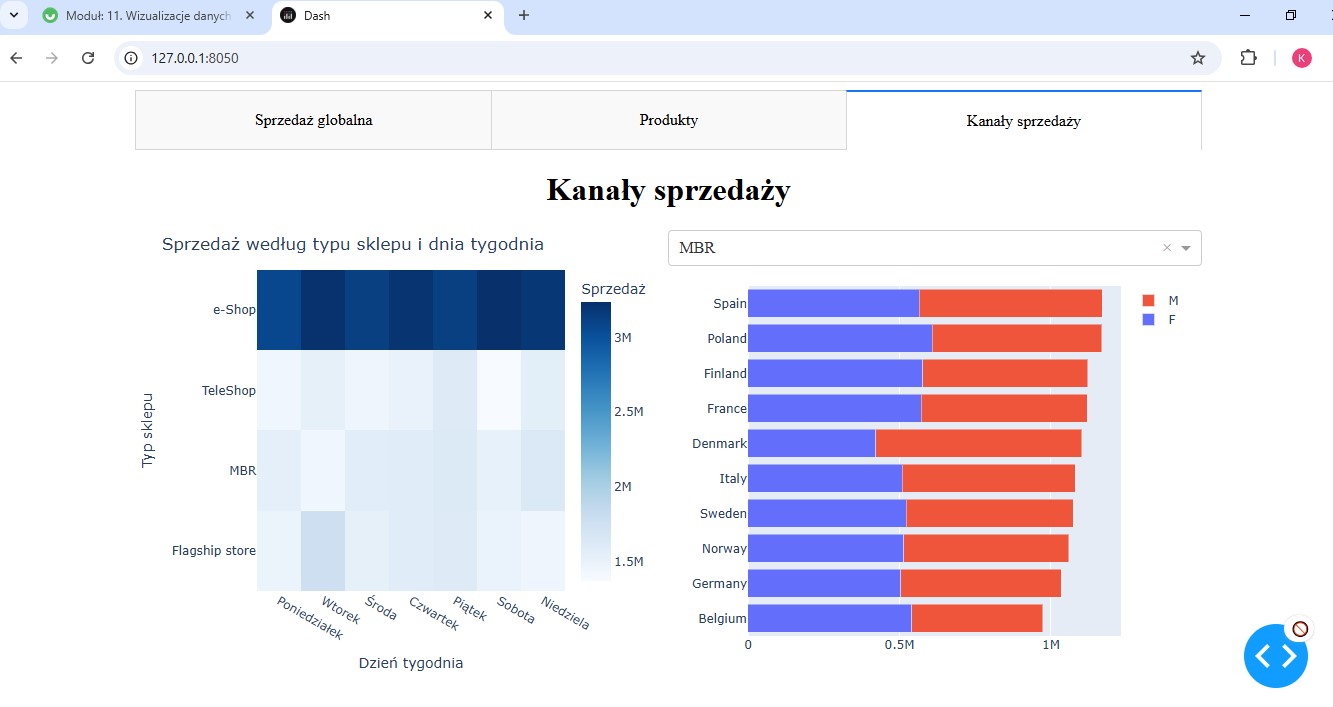 Moduł: 11. Wizualizacje danych
Dash
127.0.0.1:8050
K
Sprzedaż globalna
Produkty
Kanały sprzedaży
Kanały sprzedaży
Sprzedaż według typu sklepu i dnia tygodnia
Typ sklepu
e-Shop
TeleShop
MBR
Flagship store
Poniedziałek
Wtorek
Środa
Czwartek
Piątek
Sobota
Niedziela
Dzień tygodnia
Sprzedaż
3M
2.5M
2M
1.5M
MBR
Spain
Poland
Finland
France
Denmark
Italy
Sweden
Norway
Germany
Belgium
0
0.5M
1M
M
F